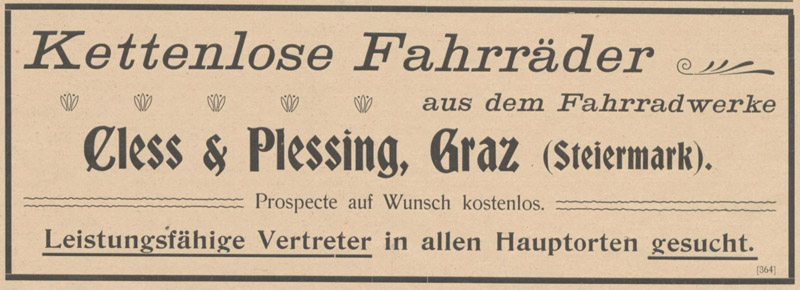 Kettenlose Fahrräder
aus dem Fahrradwerke
Cless & Plessing, Graz (Steiermark).
Prospecte auf Wunsch kostenlos.
Leistungsfähige Vertreter in allen Hauptorten gesucht.
[364]